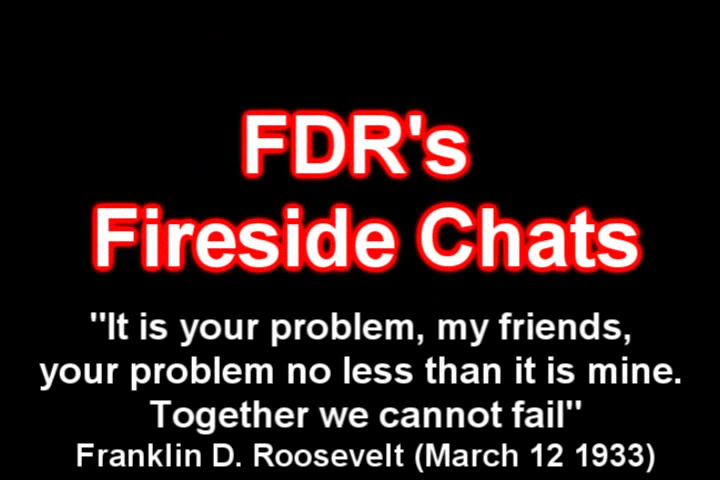 FDR's
Fireside Chats
"It is your problem, my friends,
your problem no less than it is mine.
Together we cannot fail"
Franklin D. Roosevelt (March 12 1933)